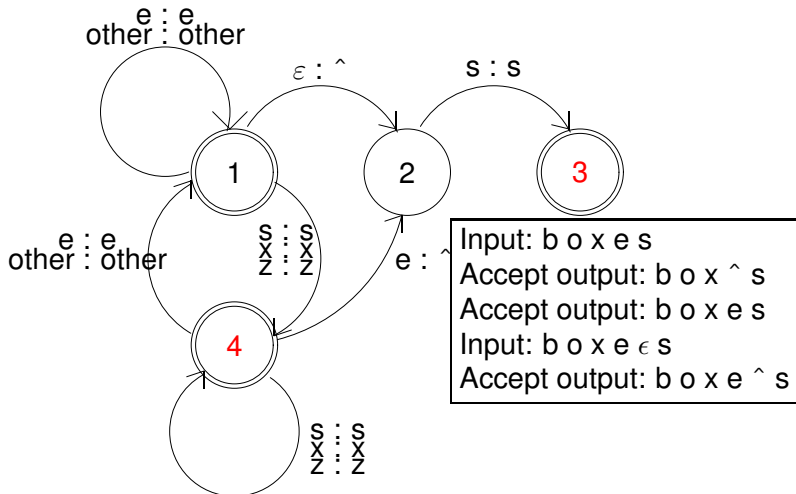 e : e
other : other
ε : ^
s : s
1
2
3
e : e
other : other
s : s
x : x
z : z
e : ^
4
s : s
x : x
z : z
Input: b o x e s
Accept output: b o x ^ s
Accept output: b o x e s
Input: b o x e ϵ s
Accept output: b o x e ^ s